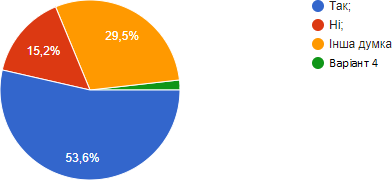 29,5%
15,2%
53,6%
Так;
Ні;
Інша думка
Варіант 4